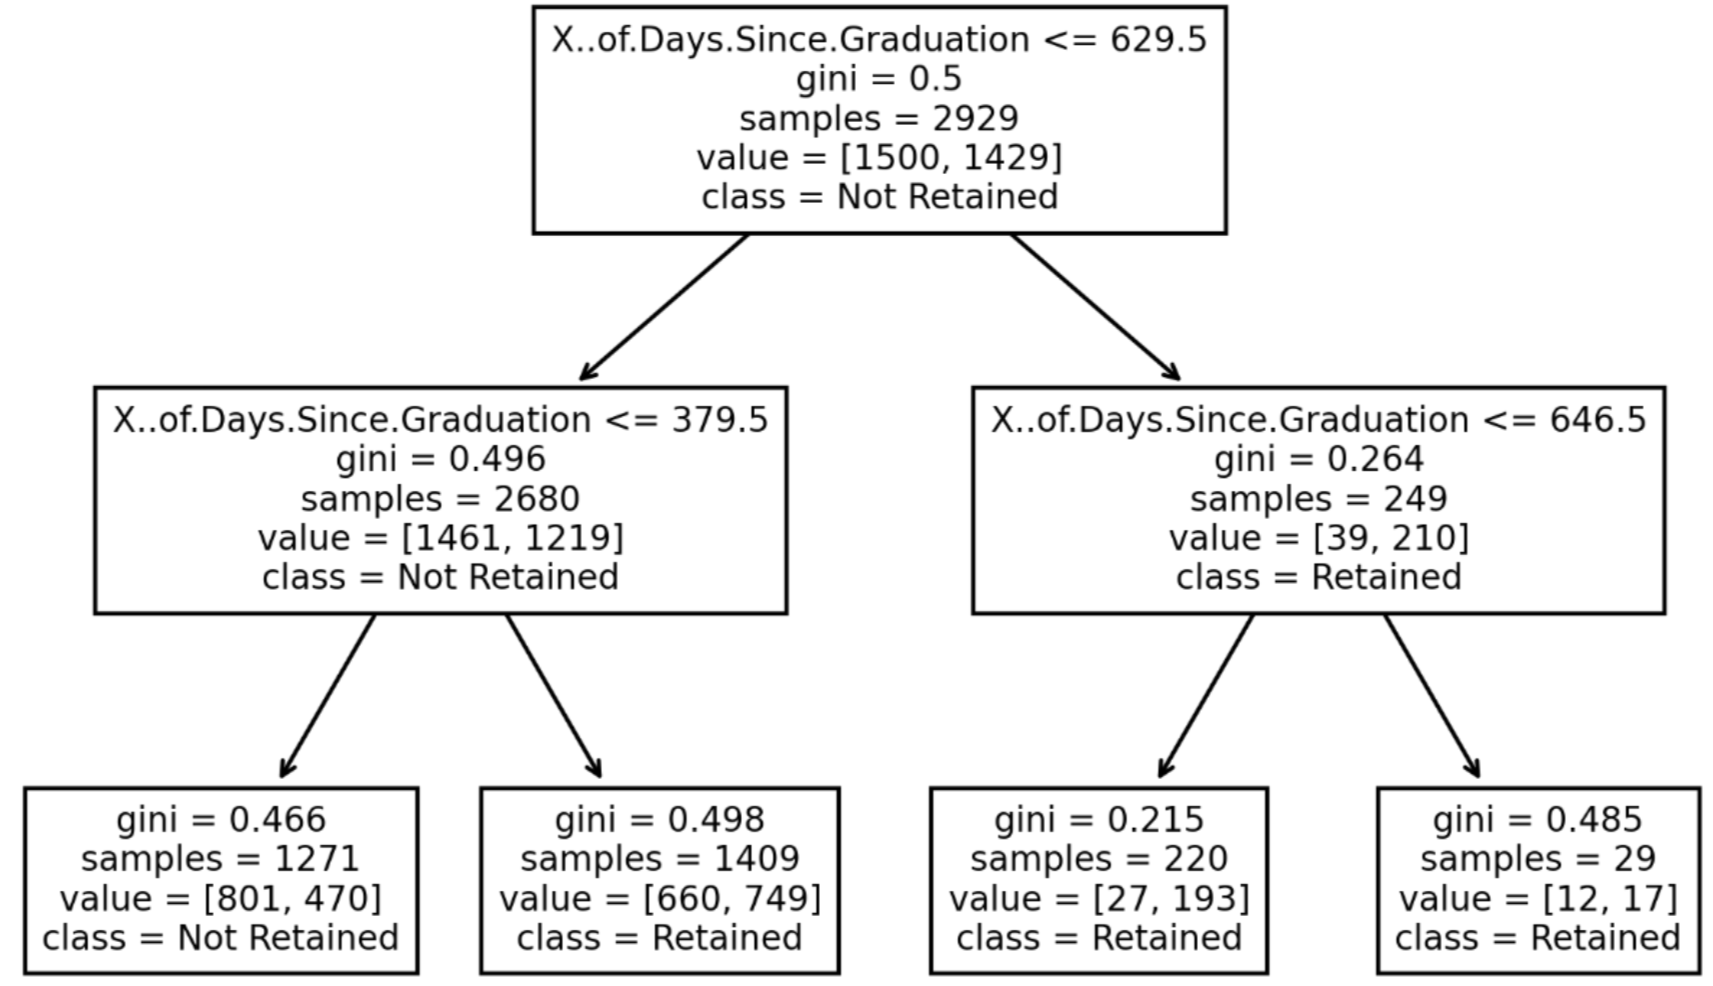 X..of.Days.Since.Graduation <= 629.5
gini = 0.5
samples = 2929
value = [1500, 1429]
class = Not Retained
X..of.Days.Since.Graduation <= 379.5
gini = 0.496
samples = 2680
value = [1461, 1219]
class = Not Retained
X..of.Days.Since.Graduation <= 646.5
gini = 0.264
samples = 249
value = [39, 210]
class = Retained
gini = 0.466
samples = 1271
value = [801, 470]
class = Not Retained
gini = 0.498
samples = 1409
value = [660, 749]
class = Retained
gini = 0.215
samples = 220
value = [27, 193]
class = Retained
gini = 0.485
samples = 29
value = [12, 17]
class = Retained